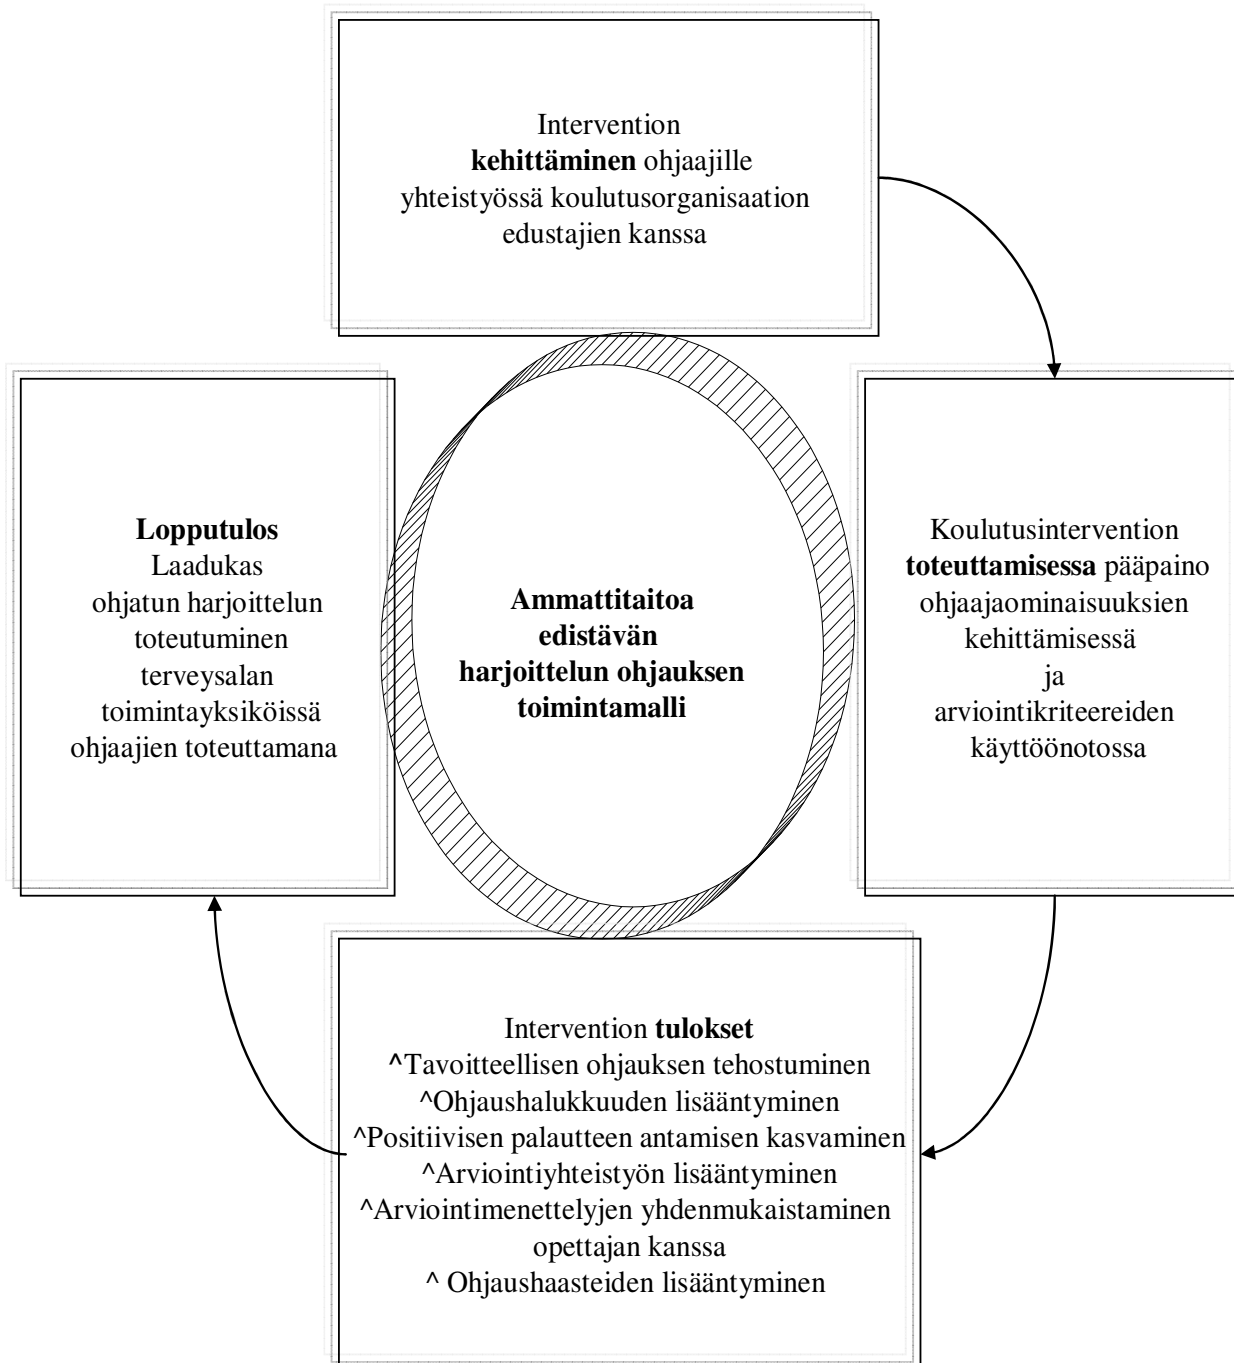 Intervention
kehittäminen ohjaajille
yhteistyössä koulutusorganisaation
edustajien kanssa
Lopputulos
Laadukas
ohjatun harjoittelun
toteutuminen
terveysalan
toimintayksiköissä
ohjaajien toteuttamana
Ammattitaitoa
edistävän
harjoittelun ohjauksen
toimintamalli
Koulutusintervention
toteuttamisessa pääpaino
ohjaajaominaisuuksien
kehittämisessä
ja
arviointikriteereiden
käyttöönotossa
Intervention tulokset
^Tavoitteellisen ohjauksen tehostuminen
^Ohjaushalukkuuden lisääntyminen
^Positiivisen palautteen antamisen kasvaminen
^Arviointiyhteistyön lisääntyminen
^Arviointimenettelyjen yhdenmukaistaminen
opettajan kanssa
^ Ohjaushaasteiden lisääntyminen